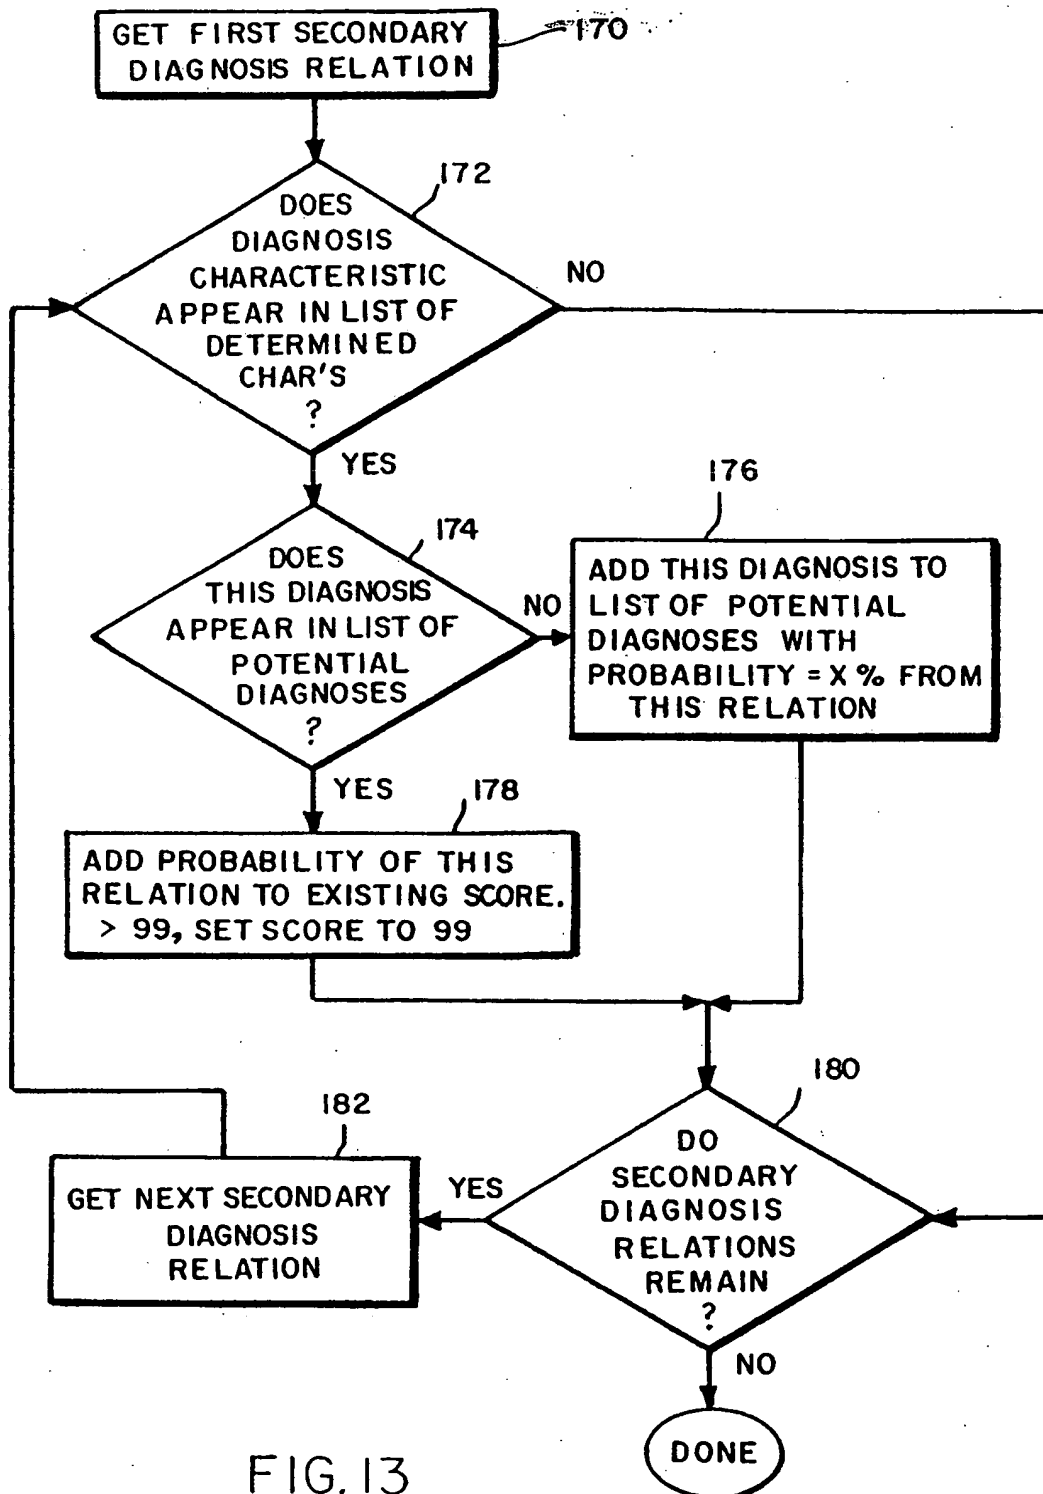 GET FIRST SECONDARY
DIAGNOSIS RELATION
170
172
DOES
DIAGNOSIS
CHARACTERISTIC
APPEAR IN LIST OF
DETERMINED
CHAR'S
?
NO
YES
174
DOES
THIS DIAGNOSIS
APPEAR IN LIST OF
POTENTIAL
DIAGNOSES
?
NO
176
ADD THIS DIAGNOSIS TO
LIST OF POTENTIAL
DIAGNOSES WITH
PROBABILITY = X % FROM
THIS RELATION
YES
178
ADD PROBABILITY OF THIS
RELATION TO EXISTING SCORE.
> 99, SET SCORE TO 99
180
DO
SECONDARY
DIAGNOSIS
RELATIONS
REMAIN
?
YES
182
GET NEXT SECONDARY
DIAGNOSIS
RELATION
NO
DONE
FIG. 13